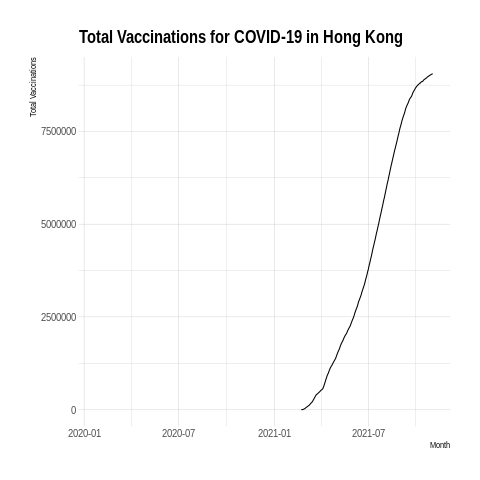 Total Vaccinations for COVID-19 in Hong Kong
Total Vaccinations
7500000
5000000
2500000
0
2020-01 2020-07 2021-01 2021-07
Month